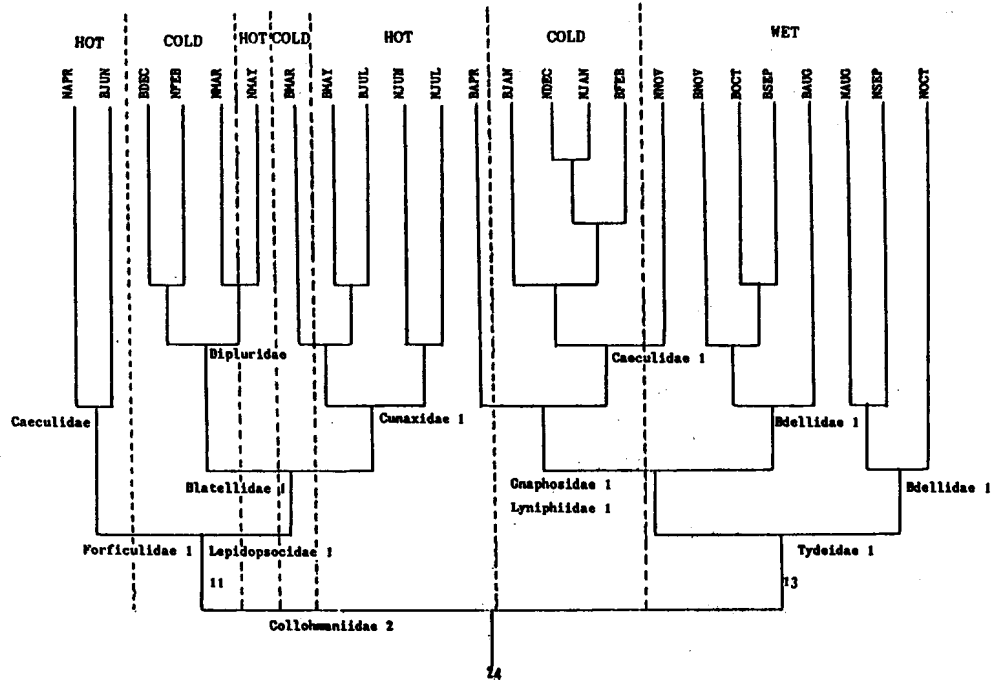 HOT COLD HOT COLD HOT COLD WET
NAPR BJUN BDEC NFEB NMAR NMAY BMAR BMAY BJUL NJUN NJUL BAPR BJAN NDEC NJAN BFEB NNOV BNOV BOCT BSEP BAUG NAUG NSEP NOCT
Dipluridae Caeculidae 1
Caeculidae Cunaxidae 1 Bdellidae 1
Blatellidae 1 Gnaphosidae 1 Bdellidae 1
Lyniphiidae 1
Forficulidae 1 Lepidopsocidae 1 Tydeidae 1
11 13
Collohmaniidae 2
24